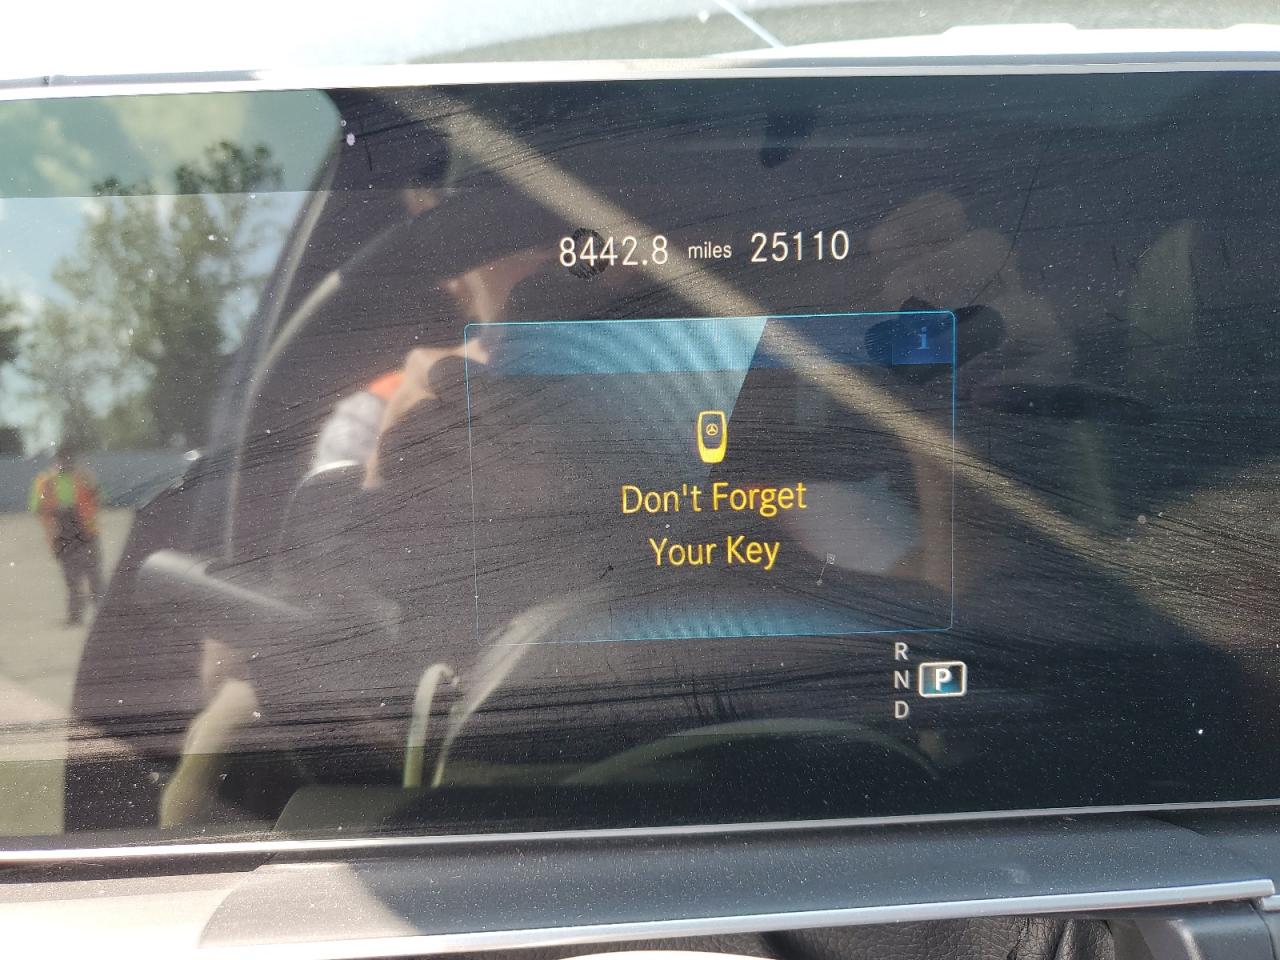 8442.8 miles 25110
i
Don't Forget
Your Key
R
N P
D